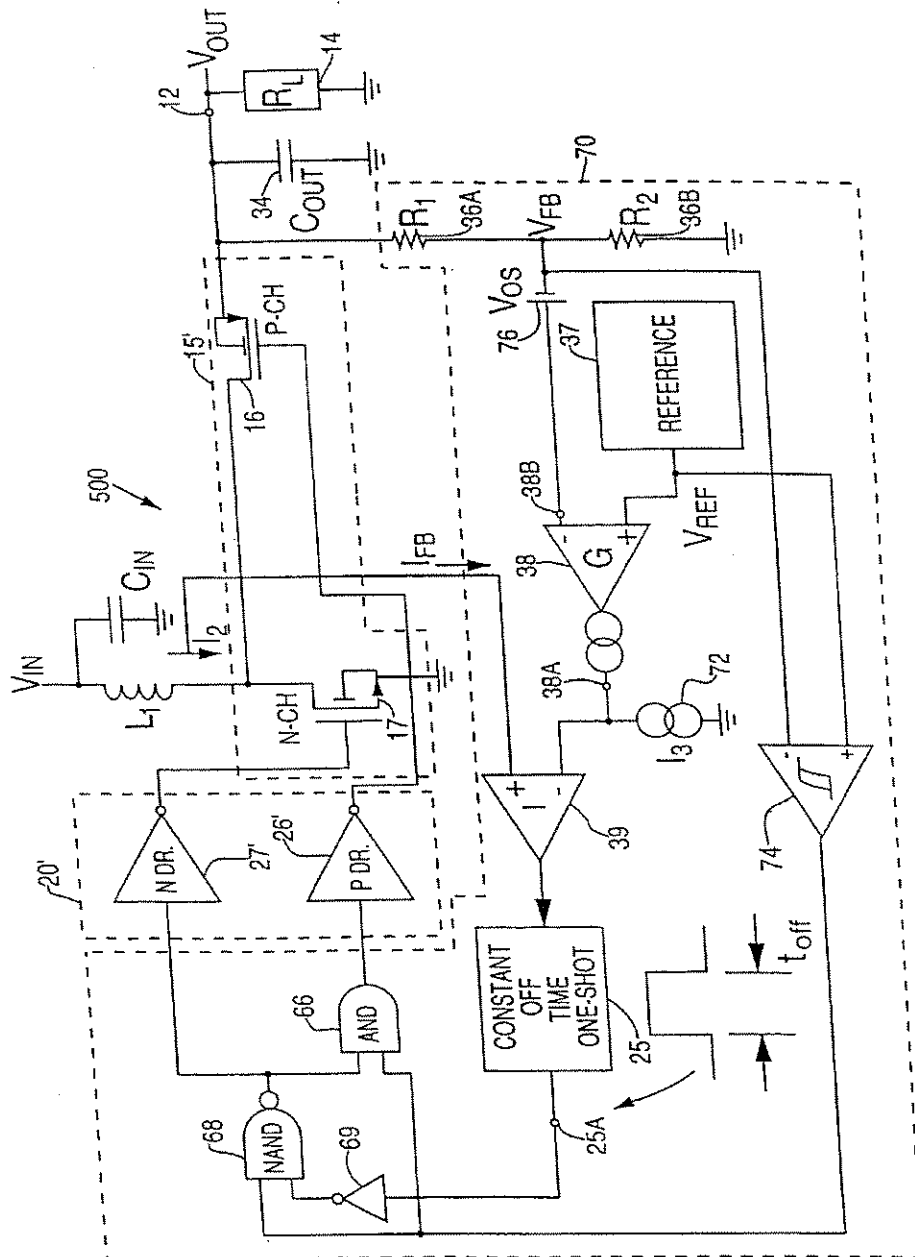 500
V_IN
C_IN
L_1
I_2
I_FB
N-CH
17
P-CH
16
15'
12
V_OUT
R_L
14
34
C_OUT
70
20'
N DR.
27'
P DR.
26'
66
AND
68
NAND
69
R_1
36A
V_FB
R_2
36B
V_OS
76
REFERENCE
37
V_REF
38B
38
G
-
+
38A
72
I_3
I
+
-
39
CONSTANT
OFF
TIME
ONE-SHOT
25
25A
t_off
74
-
+